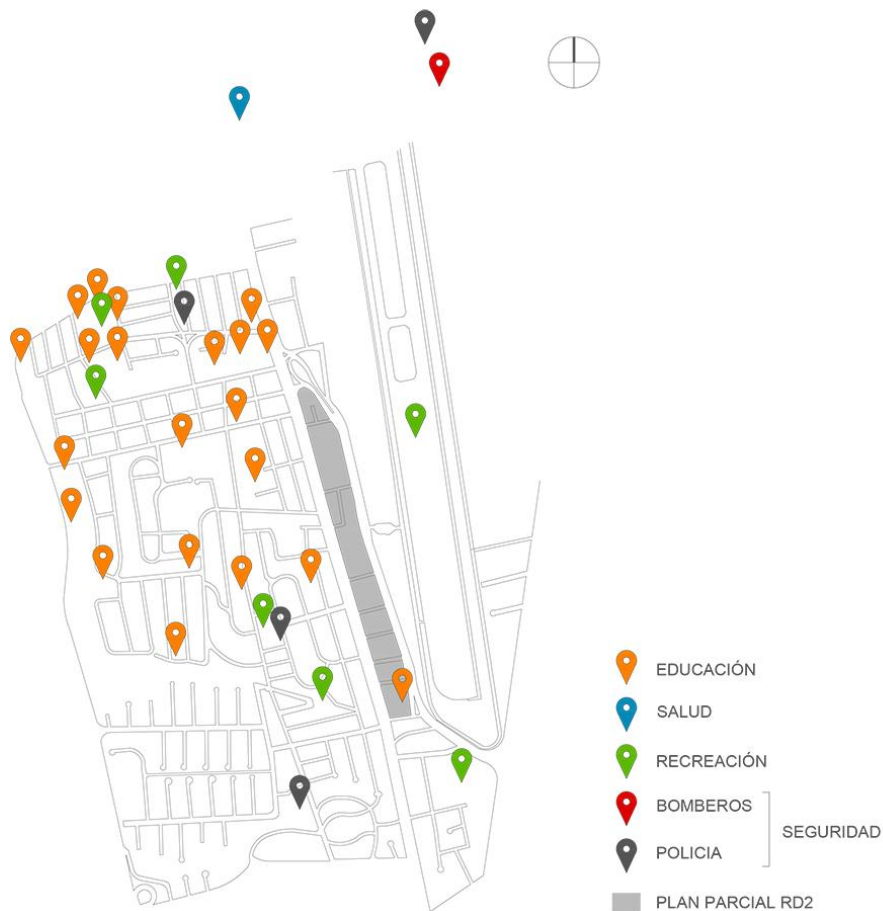 EDUCACIÓN
SALUD
RECREACIÓN
BOMBEROS
SEGURIDAD
POLICIA
PLAN PARCIAL RD2